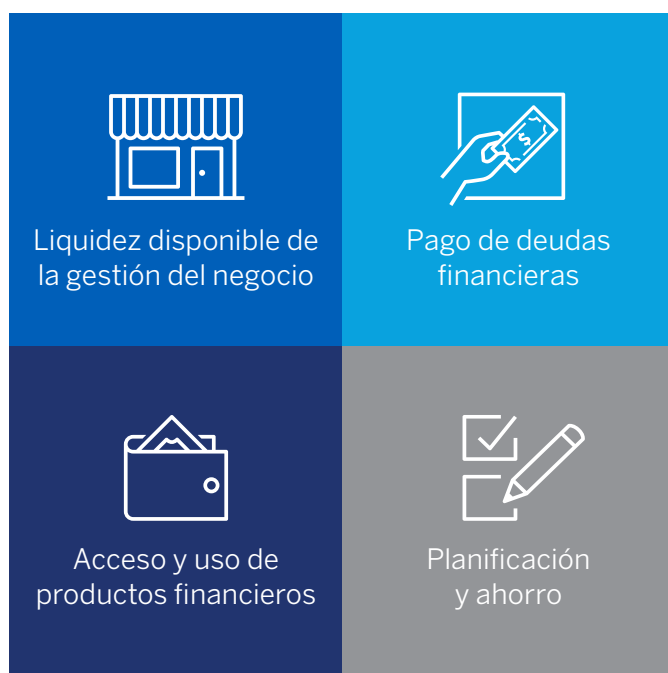 Liquidez disponible de
la gestión del negocio
Pago de deudas
financieras
Acceso y uso de
productos financieros
Planificación
y ahorro